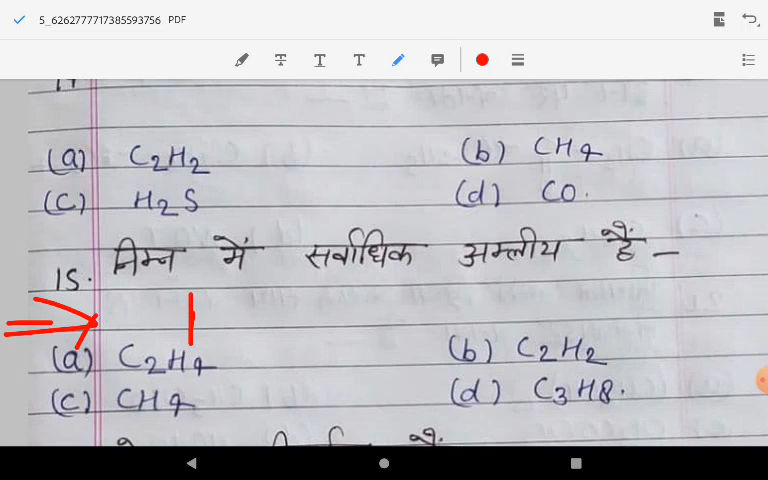 5_6262777717385593756 PDF
(a) C2H2 (b) CH4
(c) H2S (d) CO.
15. निम्न में सर्वाधिक अम्लीय हैं -
(a) C2H4 (b) C2H2
(c) CH4 (d) C3H8.